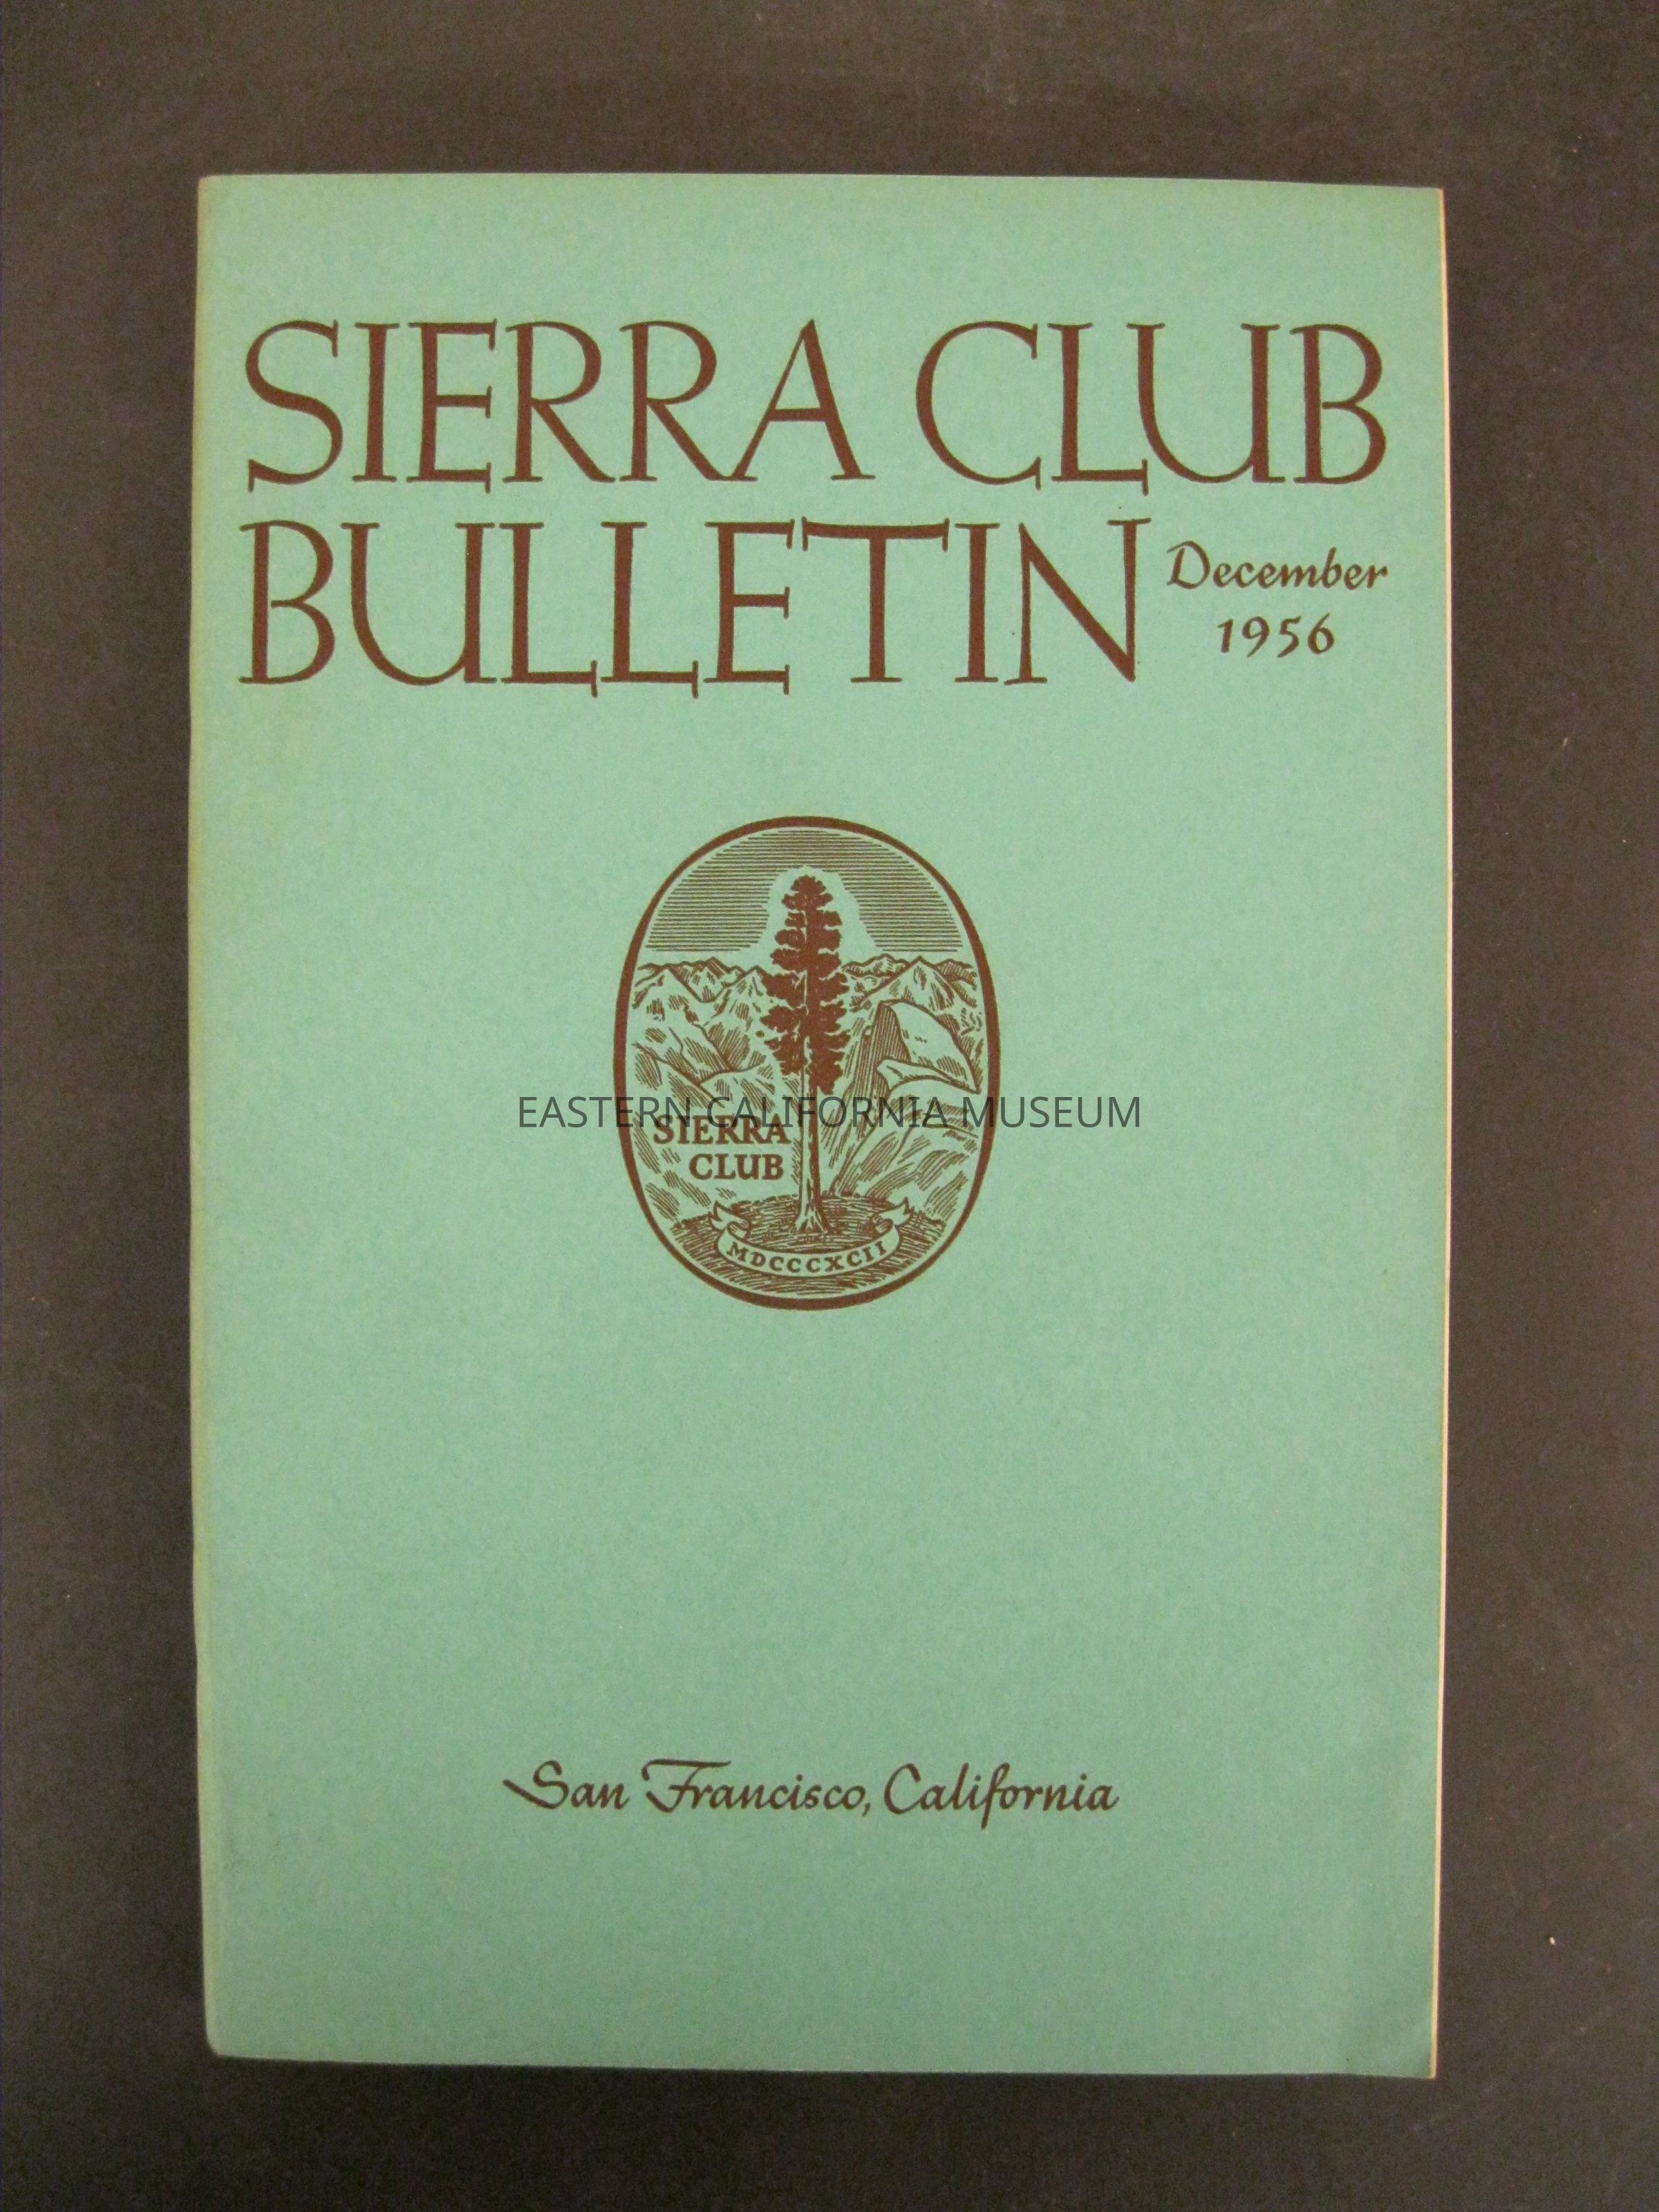 SIERRA CLUB
BULLETIN
December
1956
EASTERN CALIFORNIA MUSEUM
SIERRA
CLUB
MDCCCXCII
San Francisco, California